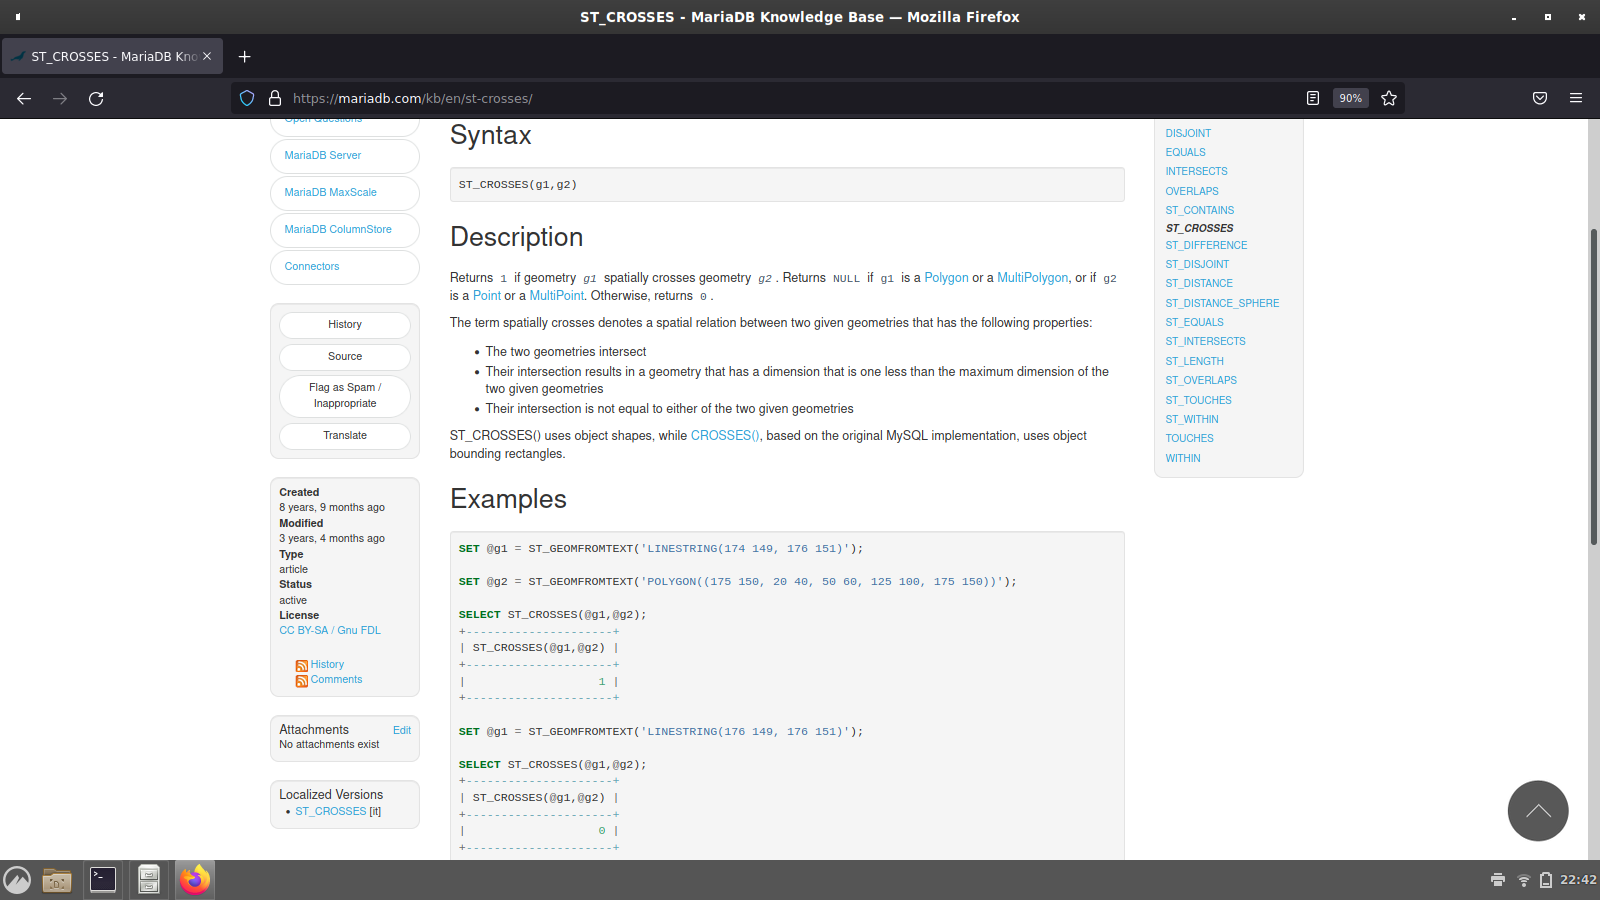 ST_CROSSES - MariaDB Knowledge Base — Mozilla Firefox
ST_CROSSES - MariaDB Kno
https://mariadb.com/kb/en/st-crosses/
90%
Open Questions
MariaDB Server
MariaDB MaxScale
MariaDB ColumnStore
Connectors
History
Source
Flag as Spam /
Inappropriate
Translate
Created
8 years, 9 months ago
Modified
3 years, 4 months ago
Type
article
Status
active
License
CC BY-SA / Gnu FDL
History
Comments
Attachments
Edit
No attachments exist
Localized Versions
• ST_CROSSES [it]
Syntax
ST_CROSSES(g1,g2)
Description
Returns 1 if geometry g1 spatially crosses geometry g2 . Returns NULL if g1 is a Polygon or a MultiPolygon, or if g2
is a Point or a MultiPoint. Otherwise, returns 0 .
The term spatially crosses denotes a spatial relation between two given geometries that has the following properties:
• The two geometries intersect
• Their intersection results in a geometry that has a dimension that is one less than the maximum dimension of the
two given geometries
• Their intersection is not equal to either of the two given geometries
ST_CROSSES() uses object shapes, while CROSSES(), based on the original MySQL implementation, uses object
bounding rectangles.
Examples
SET @g1 = ST_GEOMFROMTEXT('LINESTRING(174 149, 176 151)');
SET @g2 = ST_GEOMFROMTEXT('POLYGON((175 150, 20 40, 50 60, 125 100, 175 150))');
SELECT ST_CROSSES(@g1,@g2);
+---------------------+
| ST_CROSSES(@g1,@g2) |
+---------------------+
|                   1 |
+---------------------+
SET @g1 = ST_GEOMFROMTEXT('LINESTRING(176 149, 176 151)');
SELECT ST_CROSSES(@g1,@g2);
+---------------------+
| ST_CROSSES(@g1,@g2) |
+---------------------+
|                   0 |
+---------------------+
DISJOINT
EQUALS
INTERSECTS
OVERLAPS
ST_CONTAINS
ST_CROSSES
ST_DIFFERENCE
ST_DISJOINT
ST_DISTANCE
ST_DISTANCE_SPHERE
ST_EQUALS
ST_INTERSECTS
ST_LENGTH
ST_OVERLAPS
ST_TOUCHES
ST_WITHIN
TOUCHES
WITHIN
22:42